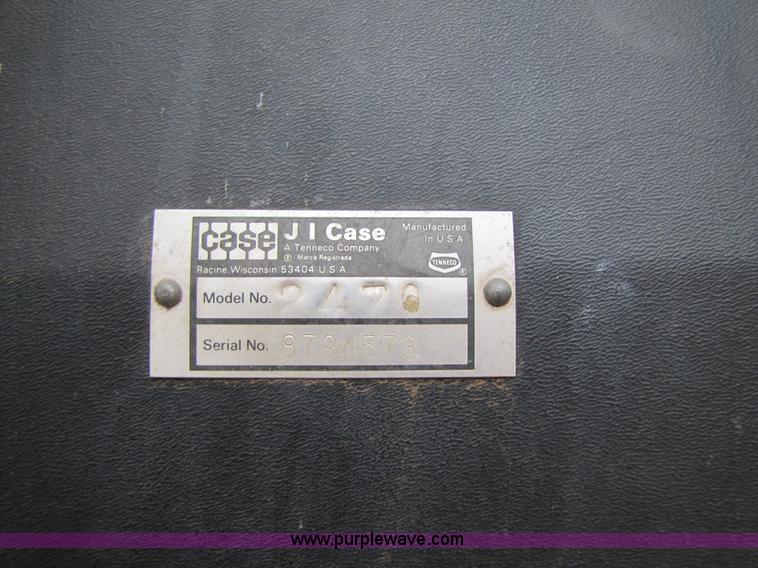 case
J I Case
A Tenneco Company
® Marca Registrada
Racine, Wisconsin 53404 U S A
Manufactured
In U.S.A
TENNECO
®
Model No. 2470
Serial No. 8794573
www.purplewave.com